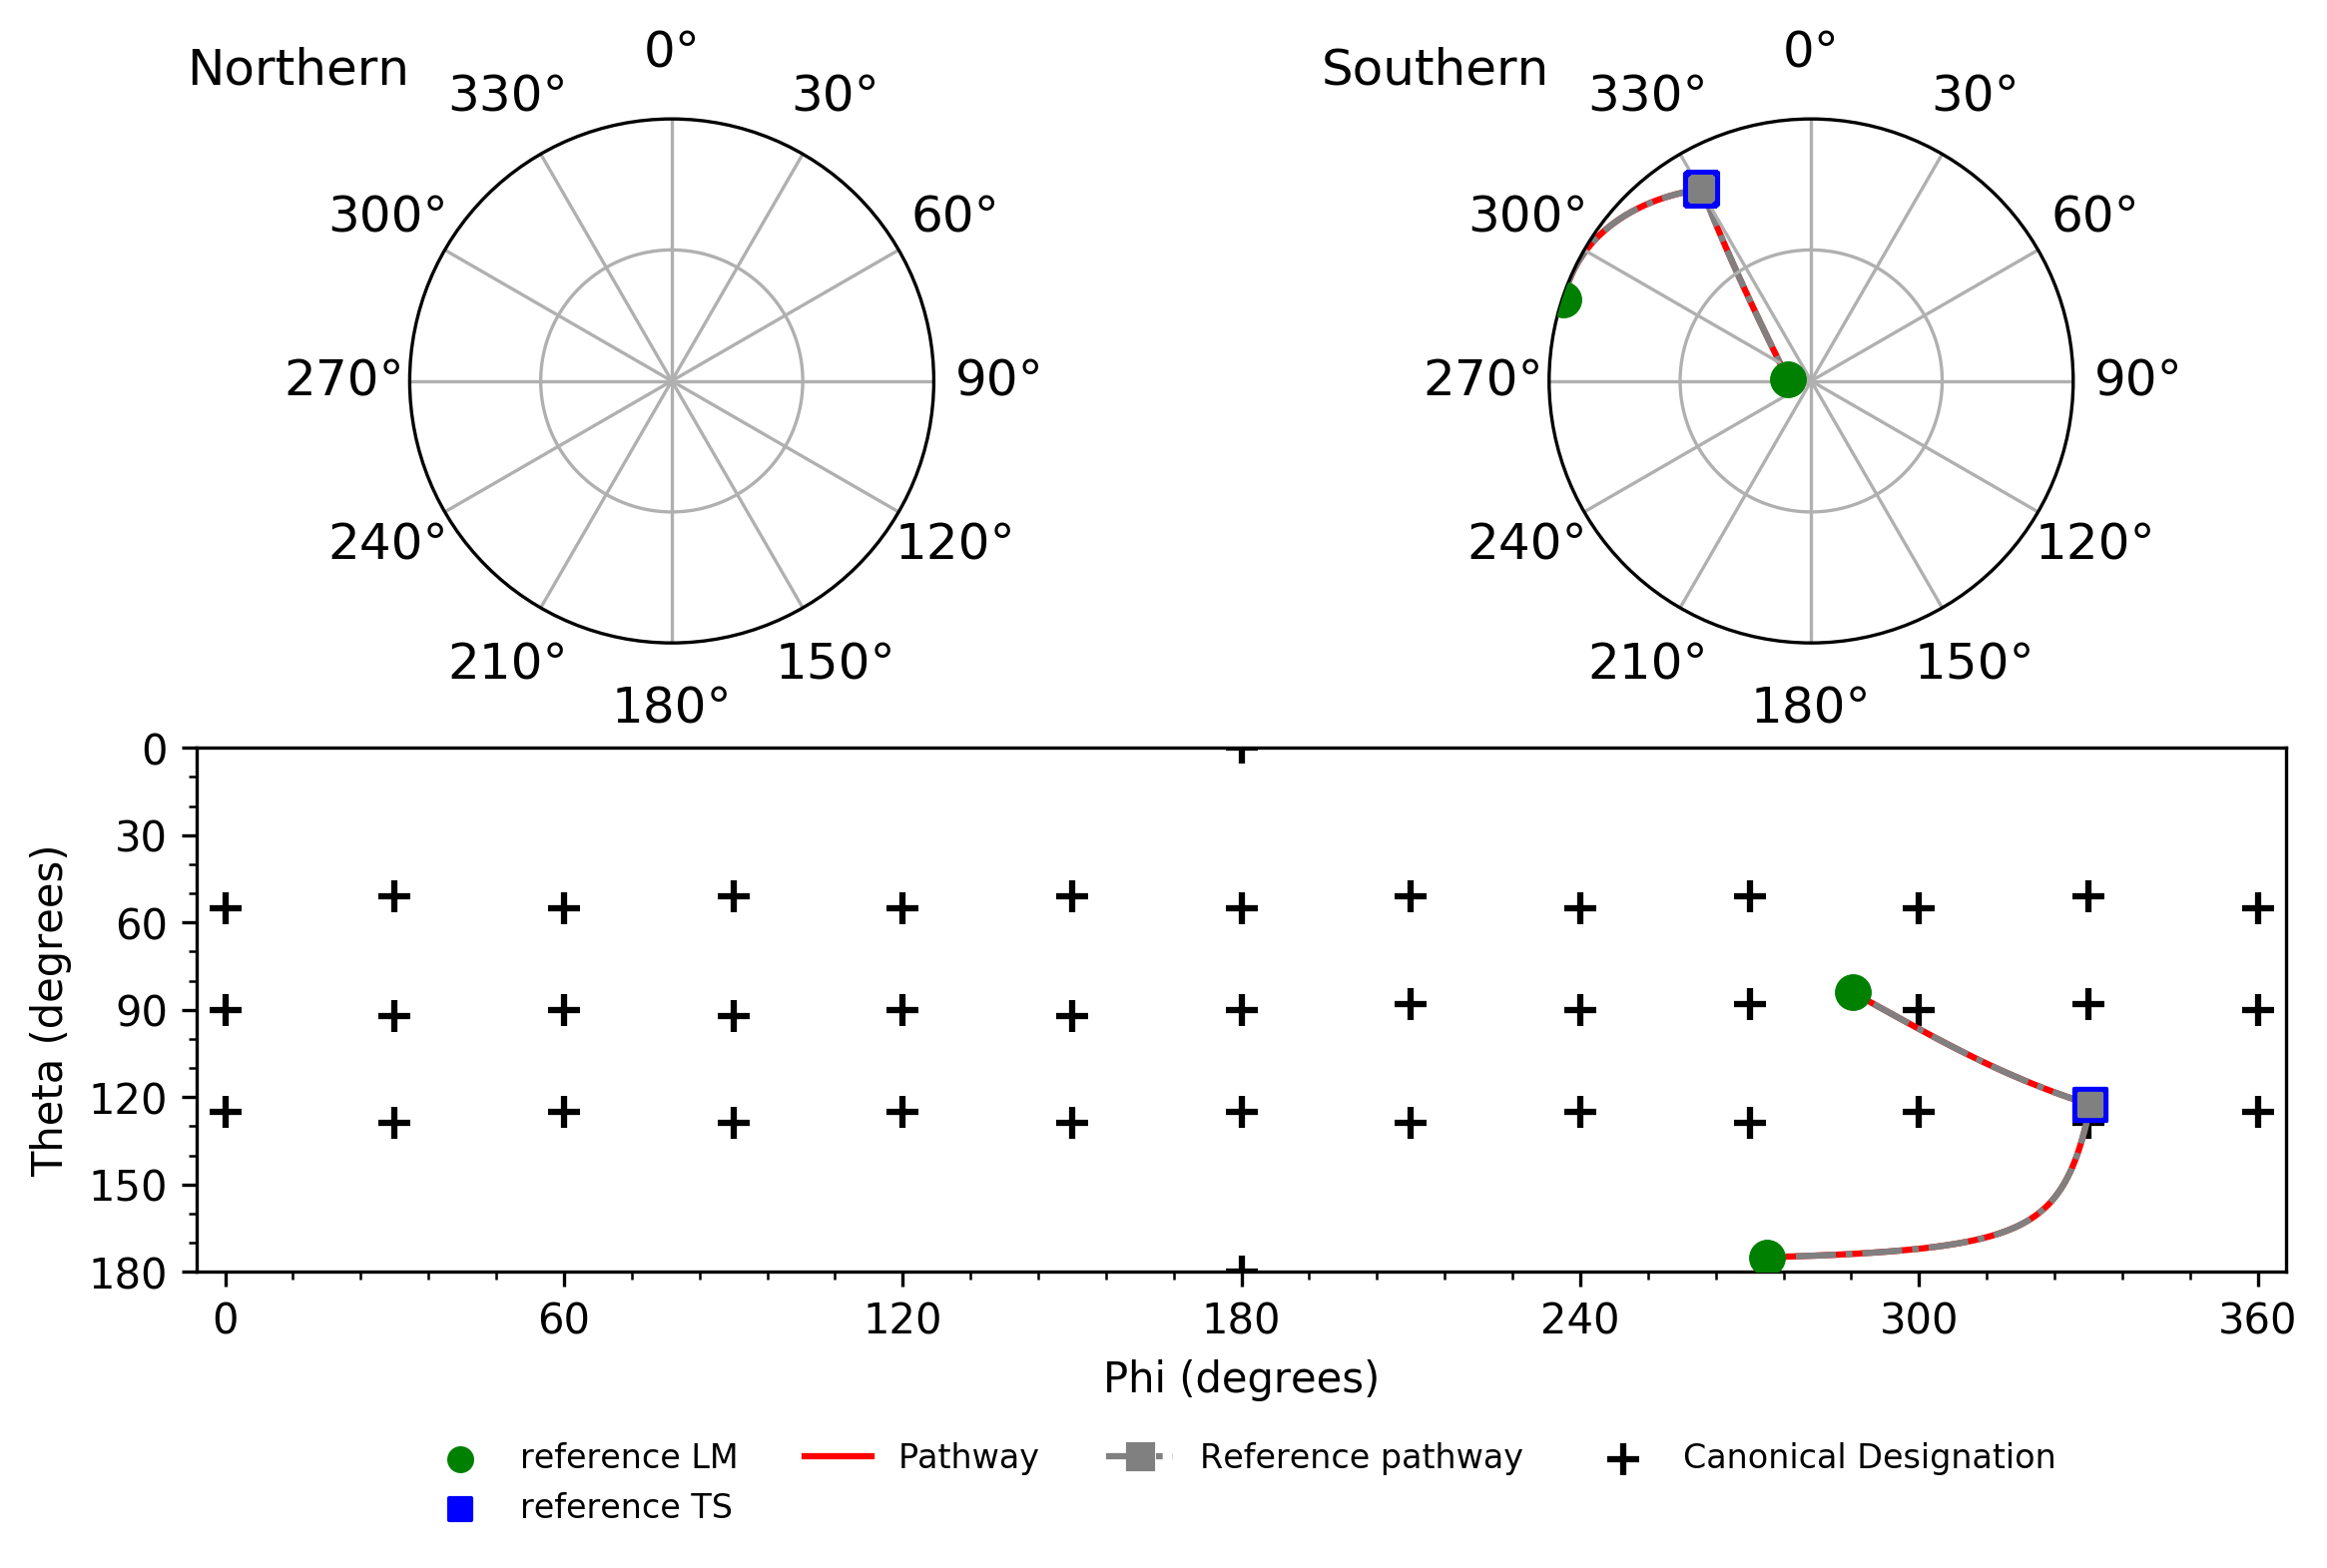 Northern
0°
330° 30°
300° 60°
270° 90°
240° 120°
210° 150°
180°
Southern
0°
330° 30°
300° 60°
270° 90°
240° 120°
210° 150°
180°
Theta (degrees)
0
30
60
90
120
150
180
0 60 120 180 240 300 360
Phi (degrees)
reference LM
reference TS
Pathway
Reference pathway
Canonical Designation